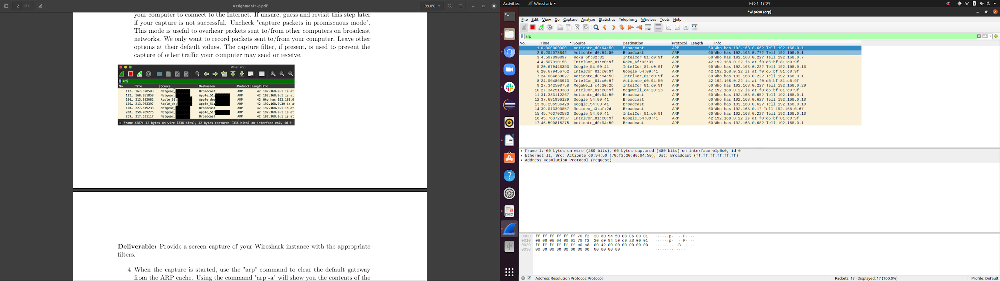 2 of 8
Assignment1-2.pdf
99.0%
your computer to connect to the Internet. If unsure, guess and revisit this step later
if your capture is not successful. Uncheck "capture packets in promiscuous mode".
This mode is useful to overhear packets sent to/from other computers on broadcast
networks. We only want to record packets sent to/from your computer. Leave other
options at their default values. The capture filter, if present, is used to prevent the
capture of other traffic your computer may send or receive.
Wi-Fi: en0
arp
No. Time Source Destination Protocol Length Info
112… 167.520593 Netgear_ Broadcast ARP 42 192.168.0.1 is at
112… 168.951858 Netgear_ Apple_51: ARP 42 192.168.0.1 is at
156… 213.582082 Apple_51: Apple_de: ARP 42 Who has 192.168.0
156… 213.903397 Apple_de: Apple_51: ARP 42 192.168.0.30 is a
170… 227.519233 Netgear_ Broadcast ARP 42 192.168.0.1 is at
200… 259.789275 Netgear_ Apple_51: ARP 42 192.168.0.1 is at
259… 317.531117 Netgear_ Broadcast ARP 42 192.168.0.1 is at
Frame 4287: 42 bytes on wire (336 bits), 42 bytes captured (336 bits) on interface en0, id 0
Deliverable: Provide a screen capture of your Wireshark instance with the appropriate
filters.
4 When the capture is started, use the "arp" command to clear the default gateway
from the ARP cache. Using the command "arp -a" will show you the contents of the
Activities Wireshark Feb 1 18:04
*wlp6s0 (arp)
File Edit View Go Capture Analyze Statistics Telephony Wireless Tools Help
arp
No. Time Source Destination Protocol Length Info
1 0.000000000 Actionte_d0:94:50 Broadcast ARP 60 Who has 192.168.0.66? Tell 192.168.0.1
2 0.204573042 Actionte_d0:94:50 Broadcast ARP 60 Who has 192.168.0.77? Tell 192.168.0.1
3 4.507890097 Roku_6f:02:31 IntelCor_81:c0:9f ARP 60 Who has 192.168.0.22? Tell 192.168.0.7
4 4.507910156 IntelCor_81:c0:9f Roku_6f:02:31 ARP 42 192.168.0.22 is at f0:d5:bf:81:c0:9f
5 20.679440353 Google_54:09:41 IntelCor_81:c0:9f ARP 60 Who has 192.168.0.22? Tell 192.168.0.10
6 20.679456762 IntelCor_81:c0:9f Google_54:09:41 ARP 42 192.168.0.22 is at f0:d5:bf:81:c0:9f
7 24.064839627 Actionte_d0:94:50 IntelCor_81:c0:9f ARP 60 Who has 192.168.0.22? Tell 192.168.0.1
8 24.064860913 IntelCor_81:c0:9f Actionte_d0:94:50 ARP 42 192.168.0.22 is at f0:d5:bf:81:c0:9f
9 27.342500758 MegaWell_c4:20:2b IntelCor_81:c0:9f ARP 60 Who has 192.168.0.22? Tell 192.168.0.29
10 27.342519383 IntelCor_81:c0:9f MegaWell_c4:20:2b ARP 42 192.168.0.22 is at f0:d5:bf:81:c0:9f
11 31.333112267 Actionte_d0:94:50 Broadcast ARP 60 Who has 192.168.0.65? Tell 192.168.0.1
12 37.681996129 Google_54:09:41 Broadcast ARP 60 Who has 192.168.0.62? Tell 192.168.0.10
13 38.296536428 Google_54:09:41 Broadcast ARP 60 Who has 192.168.0.62? Tell 192.168.0.10
14 39.013390857 Resideo_a3:af:2d Broadcast ARP 60 Who has 192.168.0.1? Tell 192.168.0.67
15 45.763702583 Google_54:09:41 IntelCor_81:c0:9f ARP 60 Who has 192.168.0.22? Tell 192.168.0.10
16 45.763720337 IntelCor_81:c0:9f Google_54:09:41 ARP 42 192.168.0.22 is at f0:d5:bf:81:c0:9f
17 46.590815275 Actionte_d0:94:50 Broadcast ARP 60 Who has 192.168.0.68? Tell 192.168.0.1
Frame 1: 60 bytes on wire (480 bits), 60 bytes captured (480 bits) on interface wlp6s0, id 0
Ethernet II, Src: Actionte_d0:94:50 (70:f2:20:d0:94:50), Dst: Broadcast (ff:ff:ff:ff:ff:ff)
Address Resolution Protocol (request)
0000 ff ff ff ff ff ff 70 f2 20 d0 94 50 08 06 00 01 ······p· ··P····
0010 08 00 06 04 00 01 70 f2 20 d0 94 50 c0 a8 00 01 ······p· ··P····
0020 ff ff ff ff ff ff c0 a8 00 42 00 00 00 00 00 00 ········ ·B······
0030 00 00 00 00 00 00 00 00 00 00 00 00 ········ ····
Address Resolution Protocol: Protocol Packets: 17 · Displayed: 17 (100.0%) Profile: Default